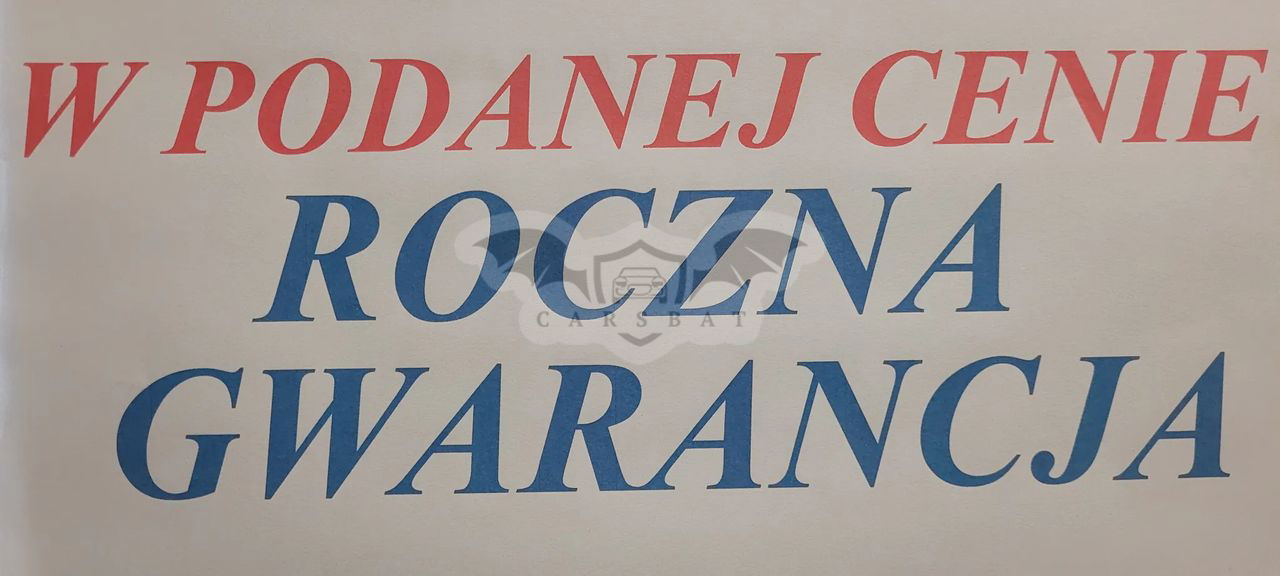 W PODANEJ CENIE
ROCZNA
CARSBAT
GWARANCJA